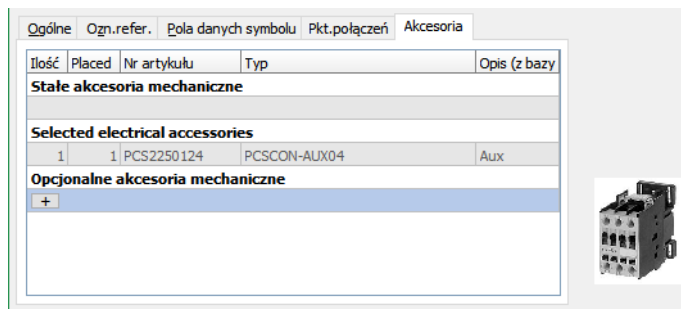 Ogólne Ozn.refer. Pola danych symbolu Pkt.połączeń Akcesoria
Ilość Placed Nr artykułu Typ Opis (z bazy
Stałe akcesoria mechaniczne
Selected electrical accessories
1 1 PCS2250124 PCSCON-AUX04 Aux
Opcjonalne akcesoria mechaniczne
+